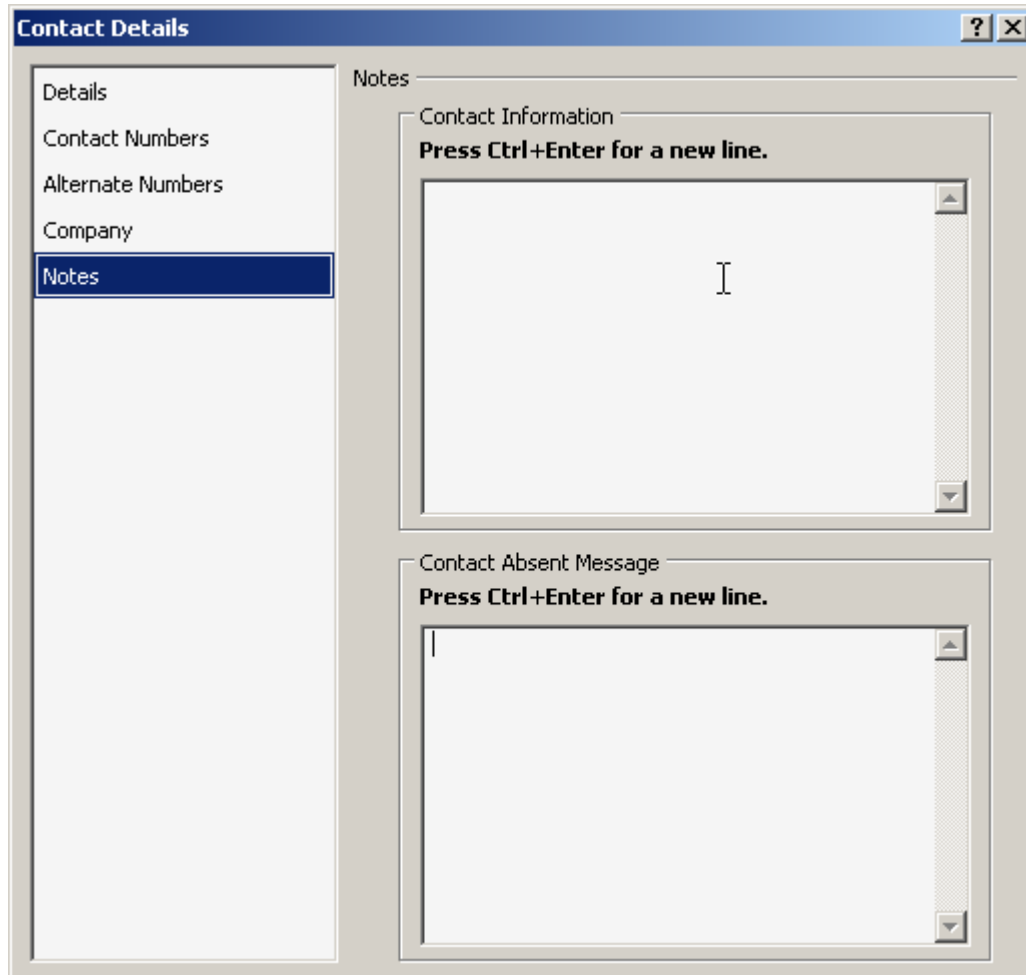 Contact Details
Details
Contact Numbers
Alternate Numbers
Company
Notes
Notes
Contact Information
Press Ctrl+Enter for a new line.
Contact Absent Message
Press Ctrl+Enter for a new line.